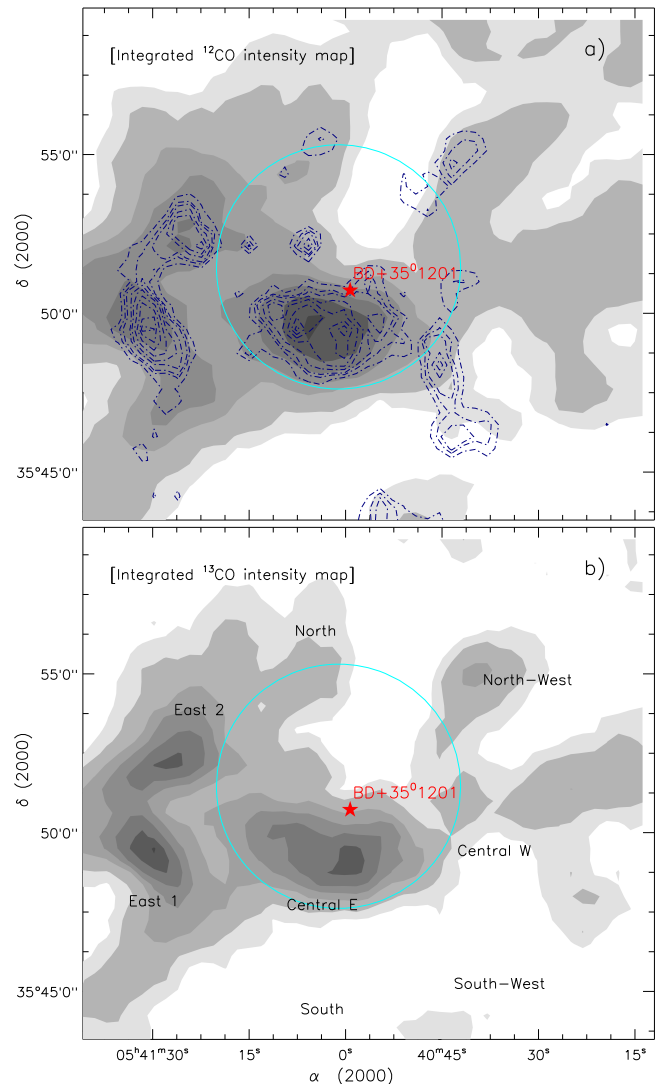 [Integrated ¹²CO intensity map]
a)
55'0''
δ (2000)
BD+35⁰1201
50'0''
35°45'0''
[Integrated ¹³CO intensity map]
b)
North
55'0''
North-West
East 2
δ (2000)
BD+35⁰1201
50'0''
Central W
East 1
Central E
35°45'0''
South-West
South
05ʰ41ᵐ30ˢ
15ˢ
0ˢ
40ᵐ45ˢ
30ˢ
15ˢ
α (2000)